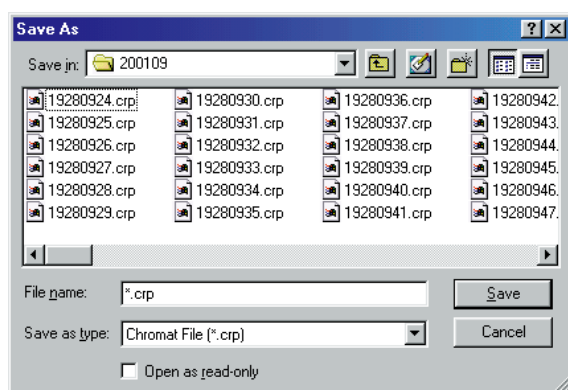 Save As
Save in: 200109
19280924.crp 19280930.crp 19280936.crp 19280942.
19280925.crp 19280931.crp 19280937.crp 19280943.
19280926.crp 19280932.crp 19280938.crp 19280944.
19280927.crp 19280933.crp 19280939.crp 19280945.
19280928.crp 19280934.crp 19280940.crp 19280946.
19280929.crp 19280935.crp 19280941.crp 19280947.
File name: *.crp Save
Save as type: Chromat File (*.crp) Cancel
Open as read-only